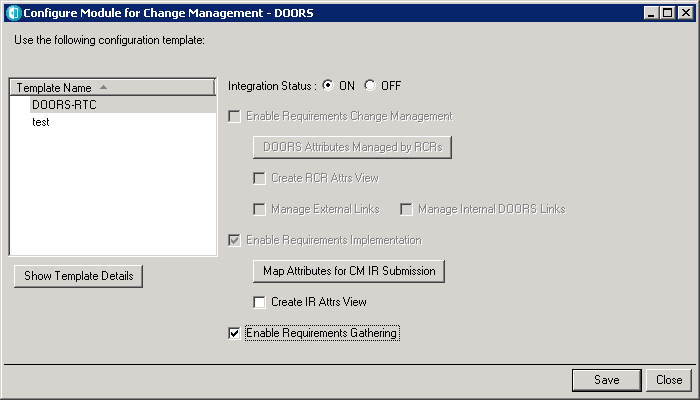 Configure Module for Change Management - DOORS
Use the following configuration template:
Template Name
DOORS-RTC
test
Show Template Details
Integration Status : ON OFF
Enable Requirements Change Management
DOORS Attributes Managed by RCRs
Create RCR Attrs View
Manage External Links Manage Internal DOORS Links
Enable Requirements Implementation
Map Attributes for CM IR Submission
Create IR Attrs View
Enable Requirements Gathering
Save Close